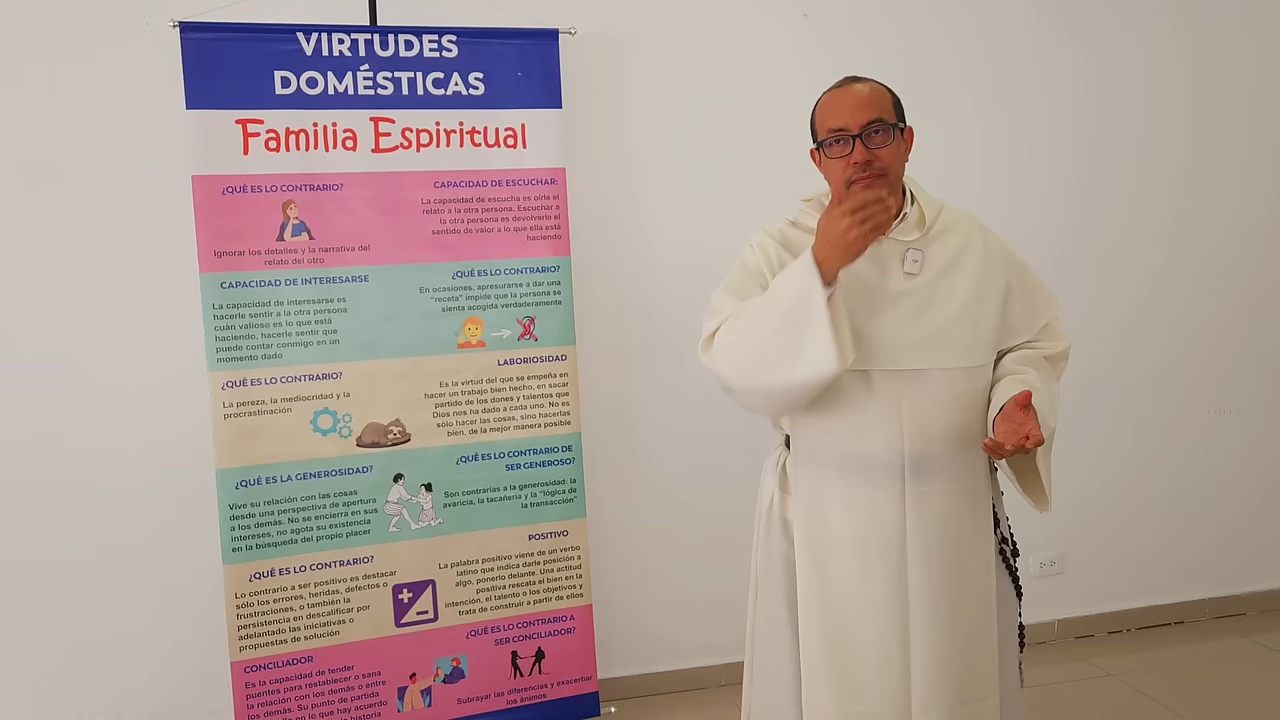 VIRTUDES
DOMÉSTICAS
Familia Espiritual
¿QUÉ ES LO CONTRARIO?
Ignorar los detalles y la narrativa del
relato del otro
CAPACIDAD DE ESCUCHAR:
La capacidad de escucha es oírle el
relato a la otra persona. Escuchar a
la otra persona es devolverle el
sentido de valor a lo que ella está
haciendo
CAPACIDAD DE INTERESARSE
La capacidad de interesarse es
hacerle sentir a la otra persona
cuán valioso es lo que está
haciendo, hacerle sentir que
puede contar conmigo en un
momento dado
¿QUÉ ES LO CONTRARIO?
En ocasiones, apresurarse a dar una
"receta" impide que la persona se
sienta acogida verdaderamente
¿QUÉ ES LO CONTRARIO?
La pereza, la mediocridad y la
procrastinación
LABORIOSIDAD
Es la virtud del que se empeña en
hacer un trabajo bien hecho, en sacar
partido de los dones y talentos que
Dios nos ha dado a cada uno. No es
sólo hacer las cosas, sino hacerlas
bien, de la mejor manera posible
¿QUÉ ES LA GENEROSIDAD?
Vive su relación con las cosas
desde una perspectiva de apertura
a los demás. No se encierra en sus
intereses, no agota su existencia
en la búsqueda del propio placer
¿QUÉ ES LO CONTRARIO DE
SER GENEROSO?
Son contrarias a la generosidad: la
avaricia, la tacañería y la "lógica de
la transacción"
¿QUÉ ES LO CONTRARIO?
Lo contrario a ser positivo es destacar
sólo los errores, heridas, defectos o
frustraciones, o también la
persistencia en descalificar por
adelantado las iniciativas o
propuestas de solución
POSITIVO
La palabra positivo viene de un verbo
latino que indica darle posición a
algo, ponerlo delante. Una actitud
positiva rescata el bien en la
intención, el talento o los objetivos y
trata de construir a partir de ellos
CONCILIADOR
Es la capacidad de tender
puentes para restablecer o sana
la relación con los demás o entre
los demás. Su punto de partida
en lo que hay acuerdo
la historia
¿QUÉ ES LO CONTRARIO A
SER CONCILIADOR?
Subrayar las diferencias y exacerbar
los ánimos